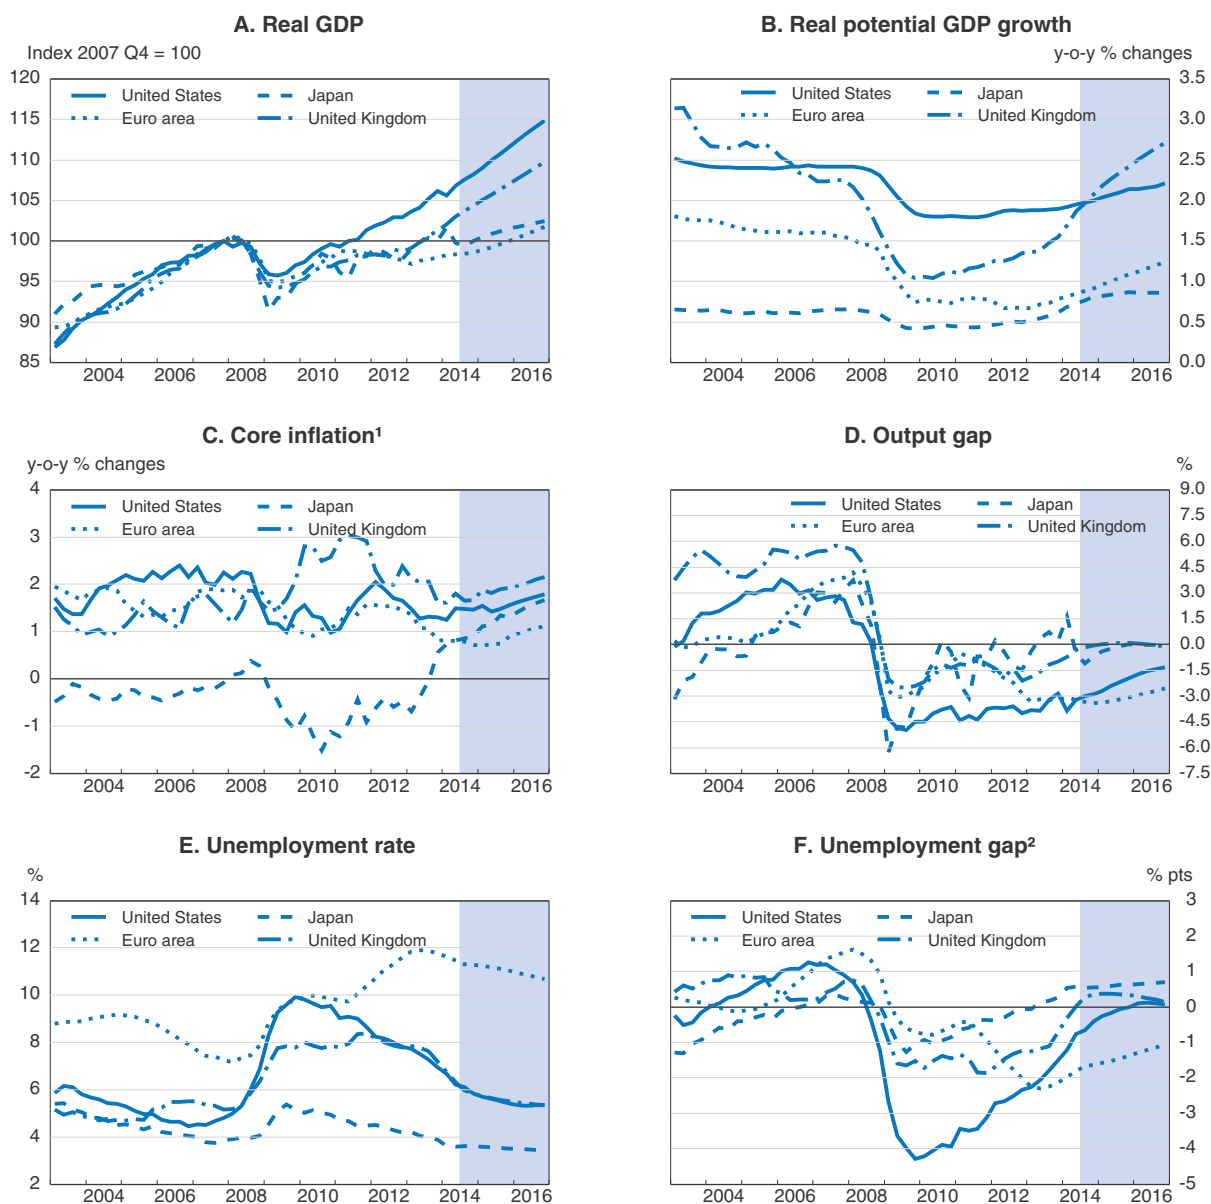 A. Real GDP
Index 2007 Q4 = 100
120
115
110
105
100
95
90
85
United States
Japan
Euro area
United Kingdom
2004 2006 2008 2010 2012 2014 2016
B. Real potential GDP growth
y-o-y % changes
3.5
3.0
2.5
2.0
1.5
1.0
0.5
0.0
United States
Japan
Euro area
United Kingdom
2004 2006 2008 2010 2012 2014 2016
C. Core inflation¹
y-o-y % changes
4
3
2
1
0
-1
-2
United States
Japan
Euro area
United Kingdom
2004 2006 2008 2010 2012 2014 2016
D. Output gap
%
9.0
7.5
6.0
4.5
3.0
1.5
0.0
-1.5
-3.0
-4.5
-6.0
-7.5
United States
Japan
Euro area
United Kingdom
2004 2006 2008 2010 2012 2014 2016
E. Unemployment rate
%
14
12
10
8
6
4
2
United States
Japan
Euro area
United Kingdom
2004 2006 2008 2010 2012 2014 2016
F. Unemployment gap²
% pts
3
2
1
0
-1
-2
-3
-4
-5
United States
Japan
Euro area
United Kingdom
2004 2006 2008 2010 2012 2014 2016